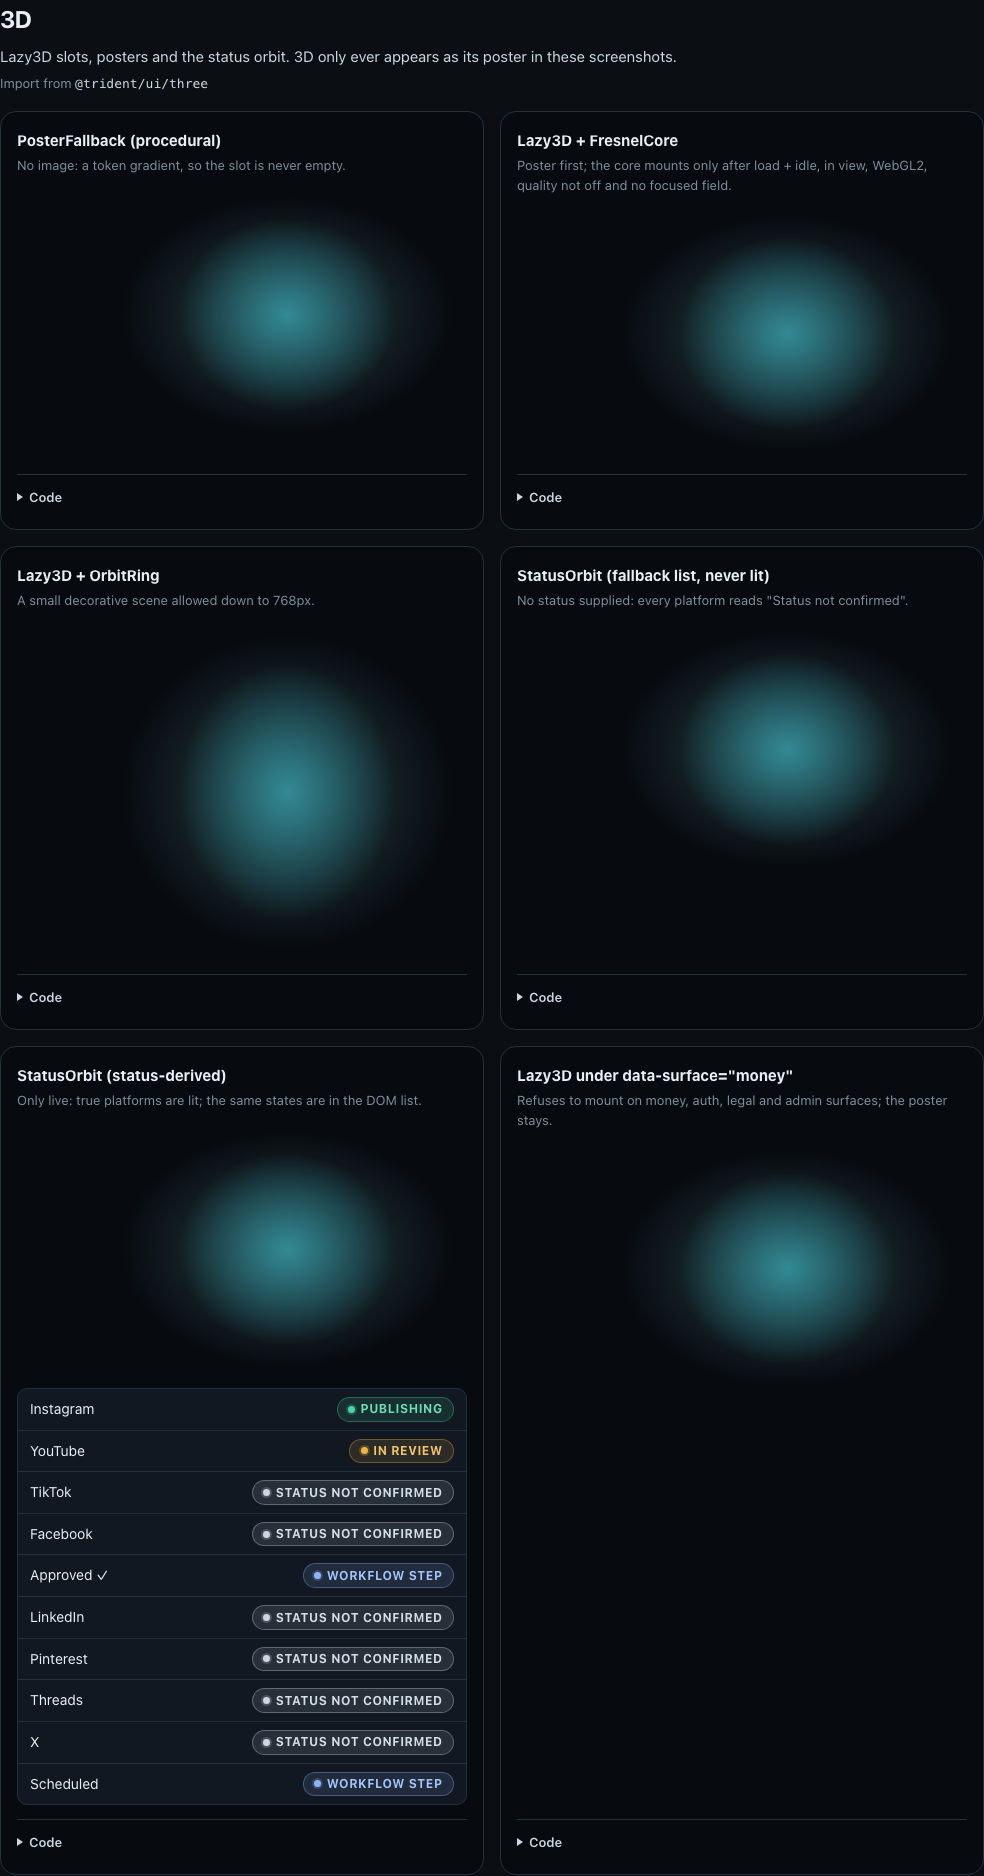 3D
Lazy3D slots, posters and the status orbit. 3D only ever appears as its poster in these screenshots.
Import from @trident/ui/three
PosterFallback (procedural)
No image: a token gradient, so the slot is never empty.
Code
Lazy3D + FresnelCore
Poster first; the core mounts only after load + idle, in view, WebGL2,
quality not off and no focused field.
Code
Lazy3D + OrbitRing
A small decorative scene allowed down to 768px.
Code
StatusOrbit (fallback list, never lit)
No status supplied: every platform reads "Status not confirmed".
Code
StatusOrbit (status-derived)
Only live: true platforms are lit; the same states are in the DOM list.
Instagram PUBLISHING
YouTube IN REVIEW
TikTok STATUS NOT CONFIRMED
Facebook STATUS NOT CONFIRMED
Approved ✓ WORKFLOW STEP
LinkedIn STATUS NOT CONFIRMED
Pinterest STATUS NOT CONFIRMED
Threads STATUS NOT CONFIRMED
X STATUS NOT CONFIRMED
Scheduled WORKFLOW STEP
Code
Lazy3D under data-surface="money"
Refuses to mount on money, auth, legal and admin surfaces; the poster
stays.
Code